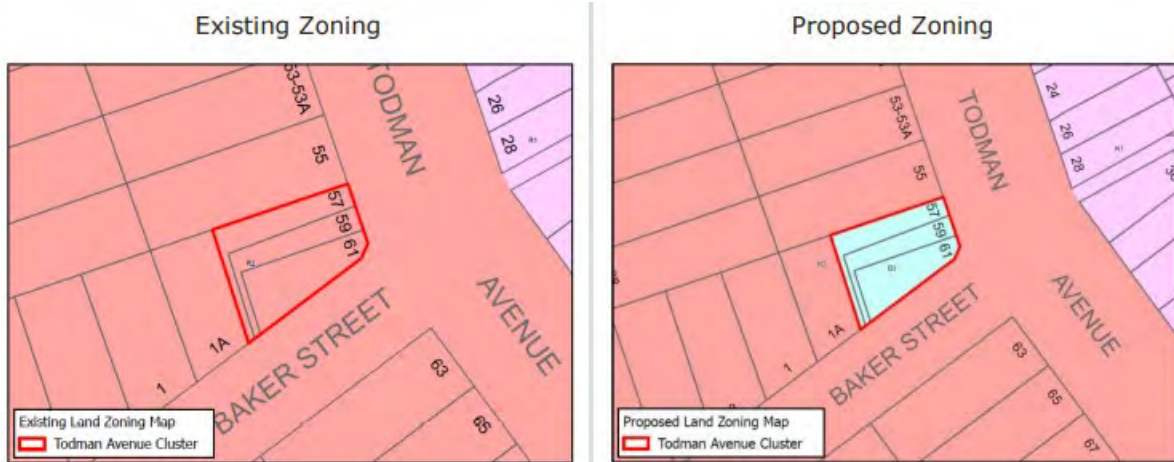 Existing Zoning
TODMAN
53-53A
55
57
59
61
26
28
AVENUE
BAKER STREET
1A
1
63
65
Existing Land Zoning Map
Todman Avenue Cluster
Proposed Zoning
TODMAN
53-53A
55
57
59
61
24
26
28
AVENUE
BAKER STREET
1A
1
63
65
67
Proposed Land Zoning Map
Todman Avenue Cluster